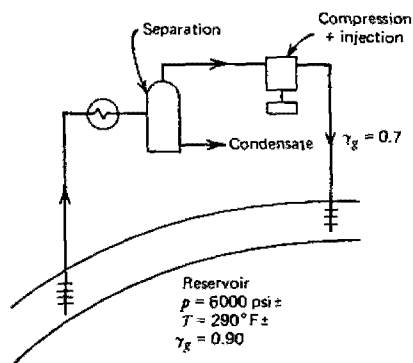 Compression
+ injection
Separation
Condensate
γg = 0.7
Reservoir
p = 6000 psi ±
T = 290°F ±
γg = 0.90